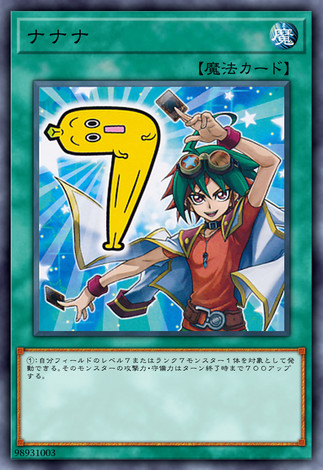 ナナナ
魔
【魔法カード】
①:自分フィールドのレベル7またはランク7モンスター1体を対象として発
動できる。そのモンスターの攻撃力・守備力はターン終了時まで700アップ
する。
98931003